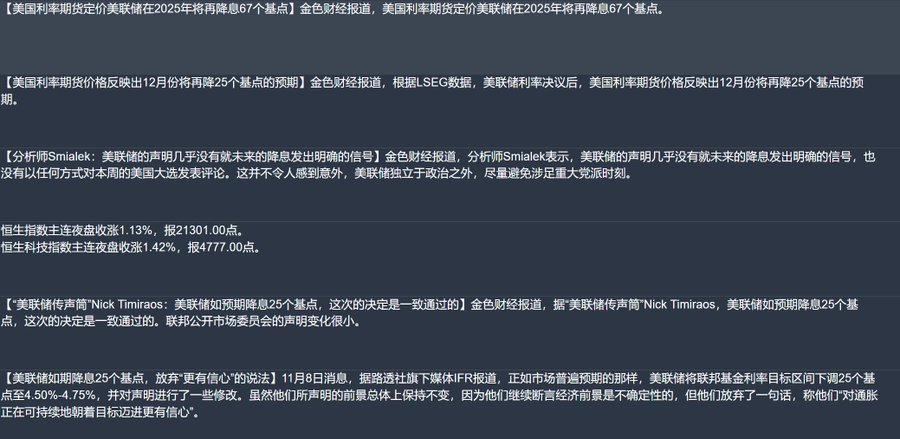 【美国利率期货定价美联储在2025年将再降息67个基点】金色财经报道，美国利率期货定价美联储在2025年将再降息67个基点。
【美国利率期货价格反映出12月份将再降25个基点的预期】金色财经报道，根据LSEG数据，美联储利率决议后，美国利率期货价格反映出12月份将再降25个基点的预
期。
【分析师Smialek：美联储的声明几乎没有就未来的降息发出明确的信号】金色财经报道，分析师Smialek表示，美联储的声明几乎没有就未来的降息发出明确的信号，也
没有以任何方式对本周的美国大选发表评论。这并不令人感到意外，美联储独立于政治之外，尽量避免涉足重大党派时刻。
恒生指数主连夜盘收涨1.13%，报21301.00点。
恒生科技指数主连夜盘收涨1.42%，报4777.00点。
【“美联储传声筒”Nick Timiraos：美联储如预期降息25个基点，这次的决定是一致通过的】金色财经报道，据“美联储传声筒”Nick Timiraos，美联储如预期降息25个基
点，这次的决定是一致通过的。联邦公开市场委员会的声明变化很小。
【美联储如期降息25个基点，放弃“更有信心”的说法】11月8日消息，据路透社旗下媒体IFR报道，正如市场普遍预期的那样，美联储将联邦基金利率目标区间下调25个基
点至4.50%-4.75%，并对声明进行了一些修改。虽然他们所声明的前景总体上保持不变，因为他们继续断言经济前景是不确定性的，但他们放弃了一句话，称他们“对通胀
正在可持续地朝着目标迈进更有信心”。